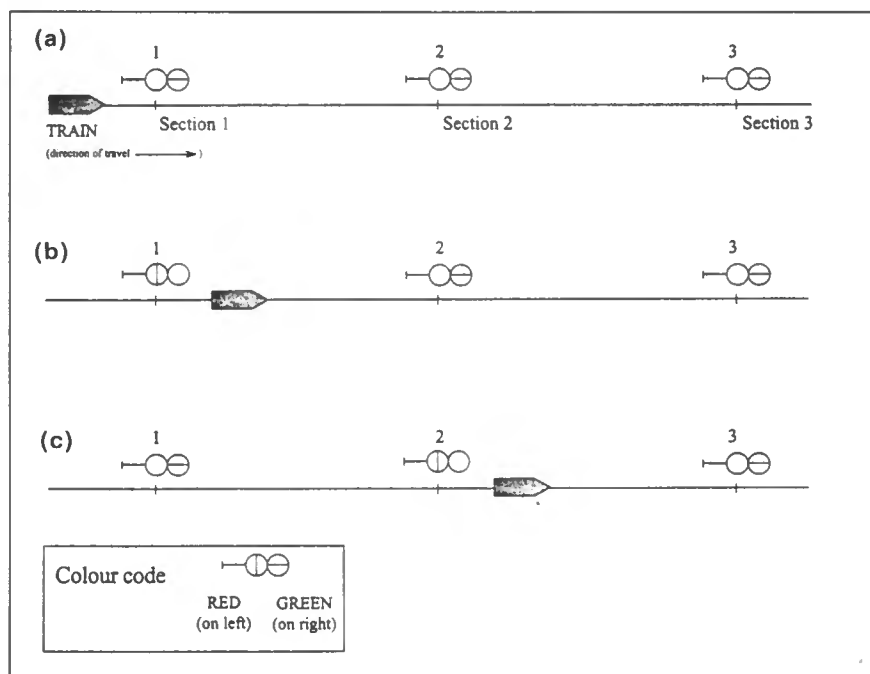 (a)
1 2 3
Section 1 Section 2 Section 3
TRAIN
(direction of travel )
(b)
1 2 3
(c)
1 2 3
Colour code
RED GREEN
(on left) (on right)